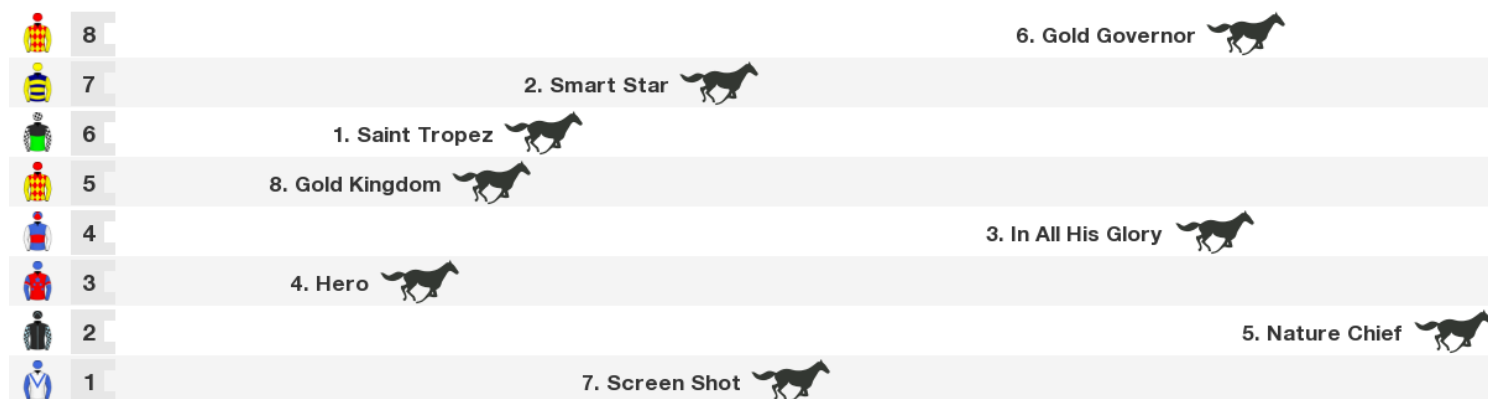 8 6. Gold Governor
7 2. Smart Star
6 1. Saint Tropez
5 8. Gold Kingdom
4 3. In All His Glory
3 4. Hero
2 5. Nature Chief
1 7. Screen Shot